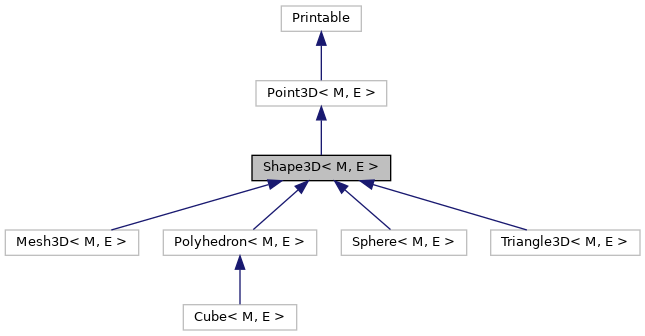 Printable
Point3D< M, E >
Shape3D< M, E >
Mesh3D< M, E >
Polyhedron< M, E >
Sphere< M, E >
Triangle3D< M, E >
Cube< M, E >